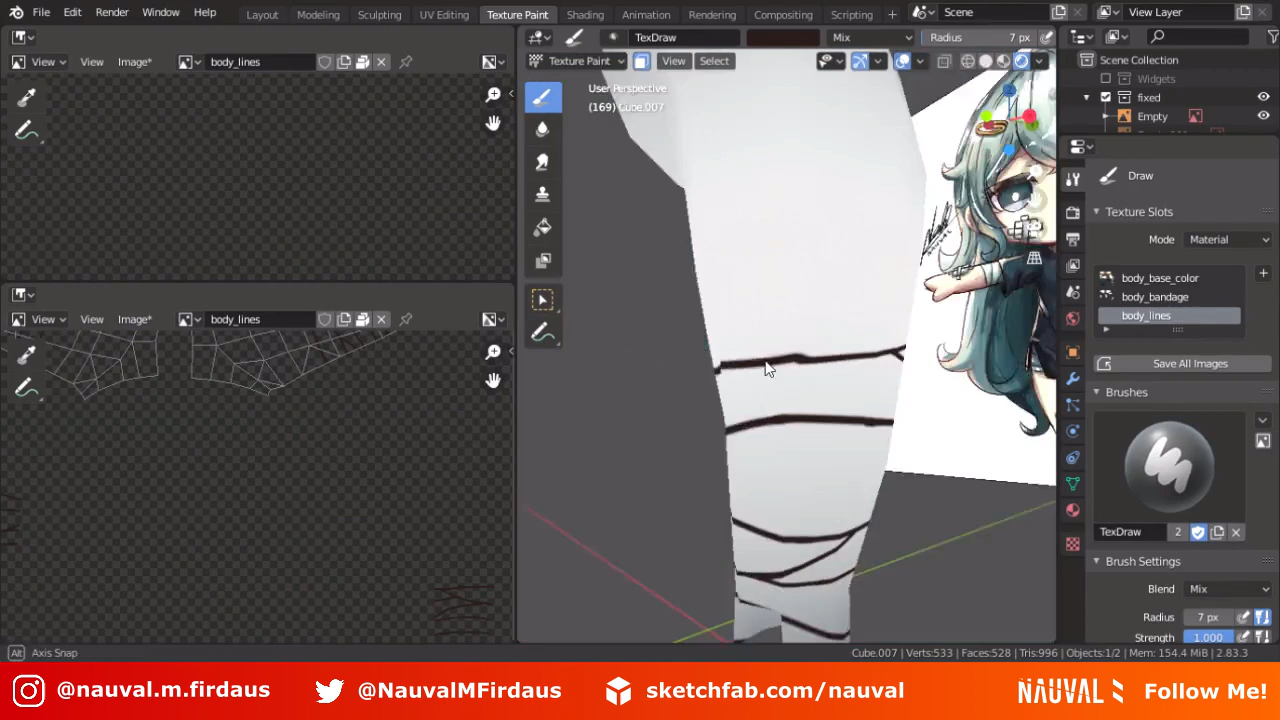 File Edit Render Window Help Layout Modeling Sculpting UV Editing Texture Paint Shading Animation Rendering Compositing Scripting + Scene View Layer
View View Image* body_lines
TexDraw Mix Radius 7 px
Texture Paint View Select
User Perspective
(169) Cube.007
Scene Collection
Widgets
fixed
Empty
Draw
Texture Slots
Mode Material
body_base_color
body_bandage
body_lines
Save All Images
Brushes
TexDraw 2
Brush Settings
Blend Mix
Radius 7 px
Strength 1.000
View View Image* body_lines
Alt Axis Snap
Cube.007 | Verts:533 | Faces:528 | Tris:996 | Objects:1/2 | Mem: 154.4 MiB | 2.83.3
@nauval.m.firdaus @NauvalMFirdaus sketchfab.com/nauval NAUVAL Follow Me!